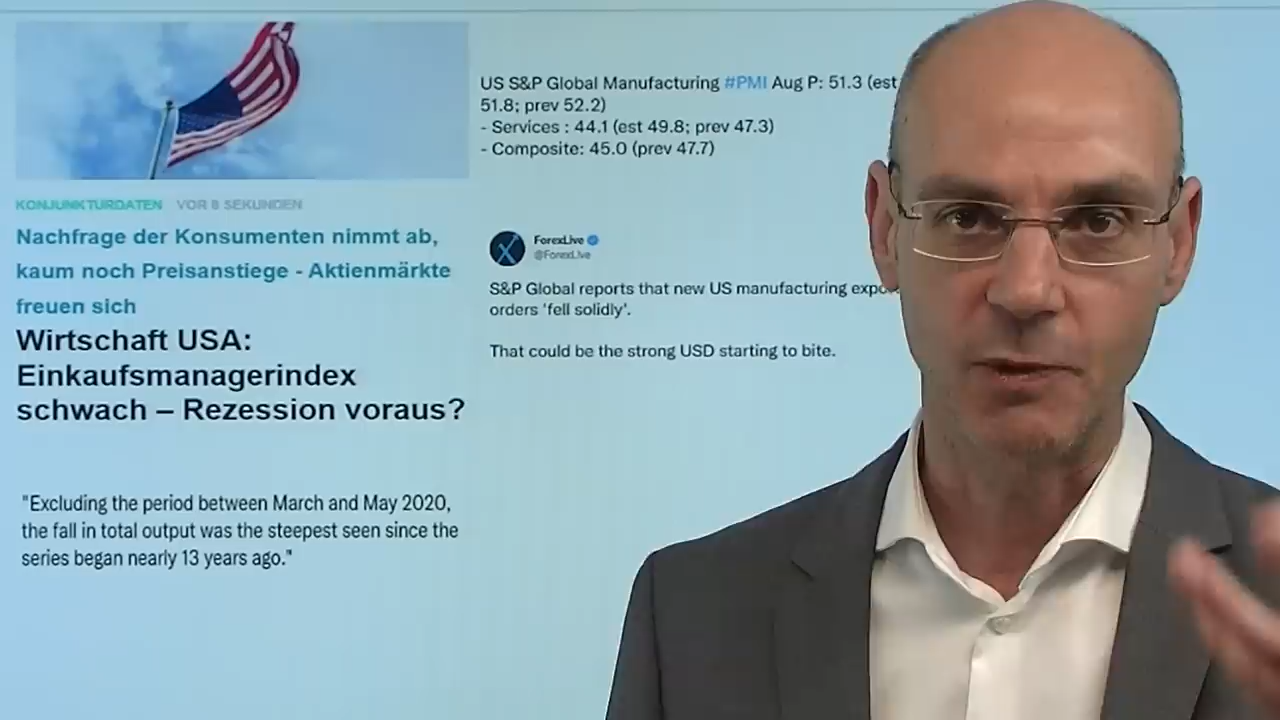 KONJUNKTURDATEN VOR 8 SEKUNDEN
Nachfrage der Konsumenten nimmt ab,
kaum noch Preisanstiege - Aktienmärkte
freuen sich
Wirtschaft USA:
Einkaufsmanagerindex
schwach – Rezession voraus?
"Excluding the period between March and May 2020,
the fall in total output was the steepest seen since the
series began nearly 13 years ago."
US S&P Global Manufacturing #PMI Aug P: 51.3 (est
51.8; prev 52.2)
- Services : 44.1 (est 49.8; prev 47.3)
- Composite: 45.0 (prev 47.7)
ForexLive
@ForexLive
S&P Global reports that new US manufacturing
orders 'fell solidly'.
That could be the strong USD starting to bite.